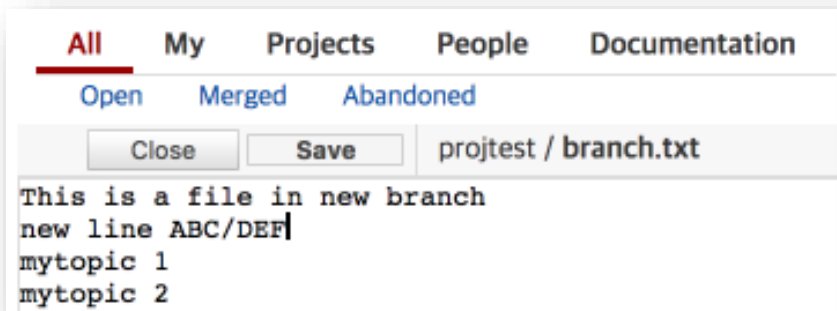 All My Projects People Documentation
Open Merged Abandoned
Close Save projtest / branch.txt
This is a file in new branch
new line ABC/DEF
mytopic 1
mytopic 2